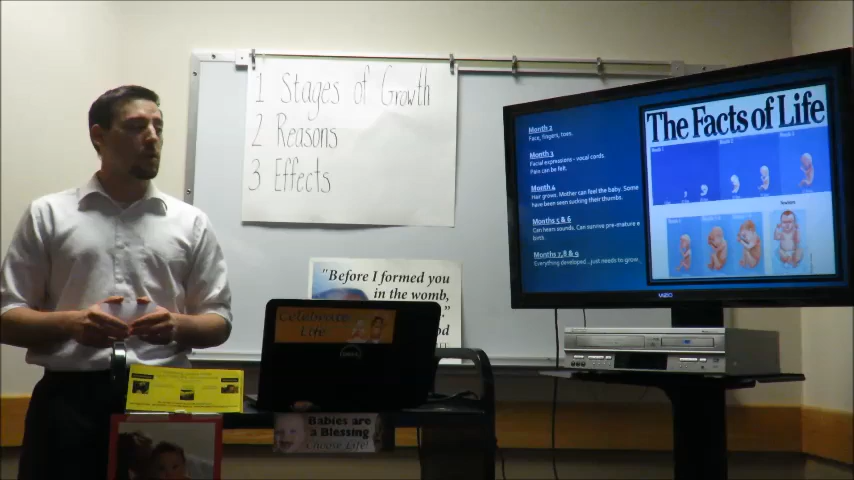 1 Stages of Growth
2 Reasons
3 Effects
"Before I formed you
in the womb,
Celebrate
Life
DELL
Babies are
a Blessing
Choose Life!
Month 2
Face, fingers, toes.
Month 3
Facial expressions - vocal cords.
Pain can be felt.
Month 4
Hair grows. Mother can feel the baby. Some
have been seen sucking their thumbs.
Months 5 & 6
Can hear sounds. Can survive pre-mature
birth.
Months 7,8 & 9
Everything developed...just needs to grow.
The Facts of Life
VIZIO